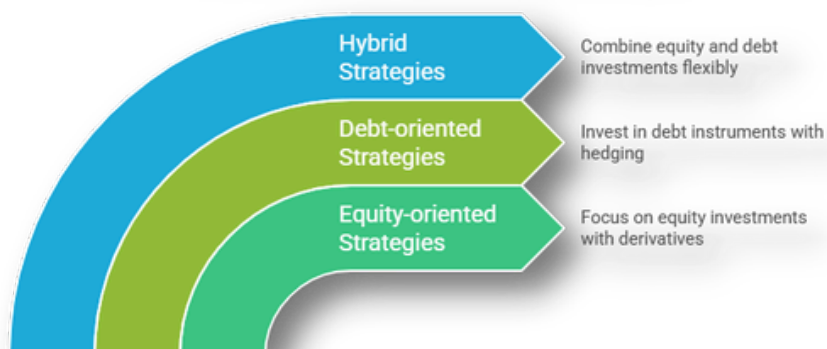 Hybrid
Strategies
Combine equity and debt
investments flexibly
Debt-oriented
Strategies
Invest in debt instruments with
hedging
Equity-oriented
Strategies
Focus on equity investments
with derivatives